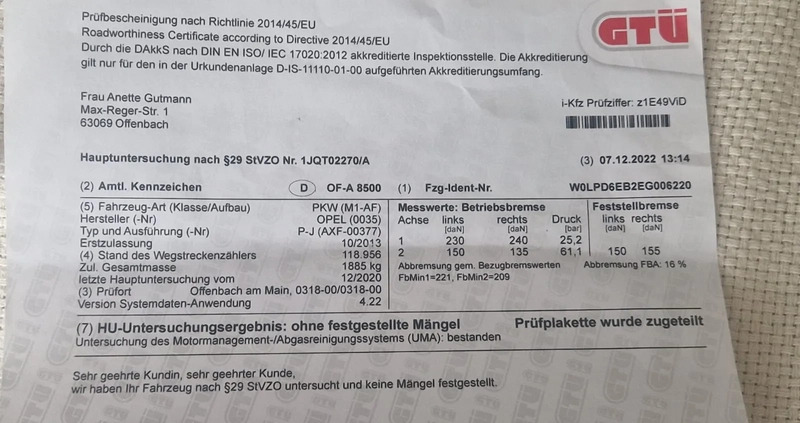 Prüfbescheinigung nach Richtlinie 2014/45/EU
Roadworthiness Certificate according to Directive 2014/45/EU
Durch die DAkkS nach DIN EN ISO/ IEC 17020:2012 akkreditierte Inspektionsstelle. Die Akkreditierung
gilt nur für den in der Urkundenanlage D-IS-11110-01-00 aufgeführten Akkreditierungsumfang.
GTÜ
Frau Anette Gutmann
Max-Reger-Str. 1
63069 Offenbach
i-Kfz Prüfziffer: z1E49ViD
Hauptuntersuchung nach §29 StVZO Nr. 1JQT02270/A (3) 07.12.2022 13:14
(2) Amtl. Kennzeichen D OF-A 8500 (1) Fzg-Ident-Nr. W0LPD6EB2EG006220
(5) Fahrzeug-Art (Klasse/Aufbau) PKW (M1-AF)
Hersteller (-Nr) OPEL (0035)
Typ und Ausführung (-Nr) P-J (AXF-00377)
Erstzulassung 10/2013
(4) Stand des Wegstreckenzählers 118.956
Zul. Gesamtmasse 1885 kg
letzte Hauptuntersuchung vom 12/2020
(3) Prüfort Offenbach am Main, 0318-00/0318-00
Version Systemdaten-Anwendung 4.22
Messwerte: Betriebsbremse Feststellbremse
Achse links rechts Druck links rechts
[daN] [daN] [bar] [daN] [daN]
1 230 240 25,2
2 150 135 61,1 150 155
Abbremsung gem. Bezugbremswerten Abbremsung FBA: 16 %
FbMin1=221, FbMin2=209
(7) HU-Untersuchungsergebnis: ohne festgestellte Mängel Prüfplakette wurde zugeteilt
Untersuchung des Motormanagement-/Abgasreinigungssystems (UMA): bestanden
Sehr geehrte Kundin, sehr geehrter Kunde,
wir haben Ihr Fahrzeug nach §29 StVZO untersucht und keine Mängel festgestellt.